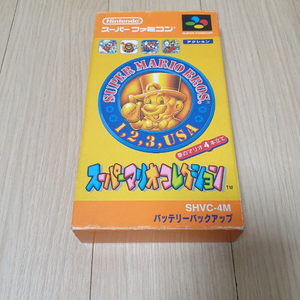 Nintendo
スーパーファミコン
SUPER FAMICOM
アクション
SUPER MARIO BROS.
1,2,3,USA
夢のマリオ4本立て
スーパーマリオコレクション
TM
SHVC-4M
バッテリーバックアップ